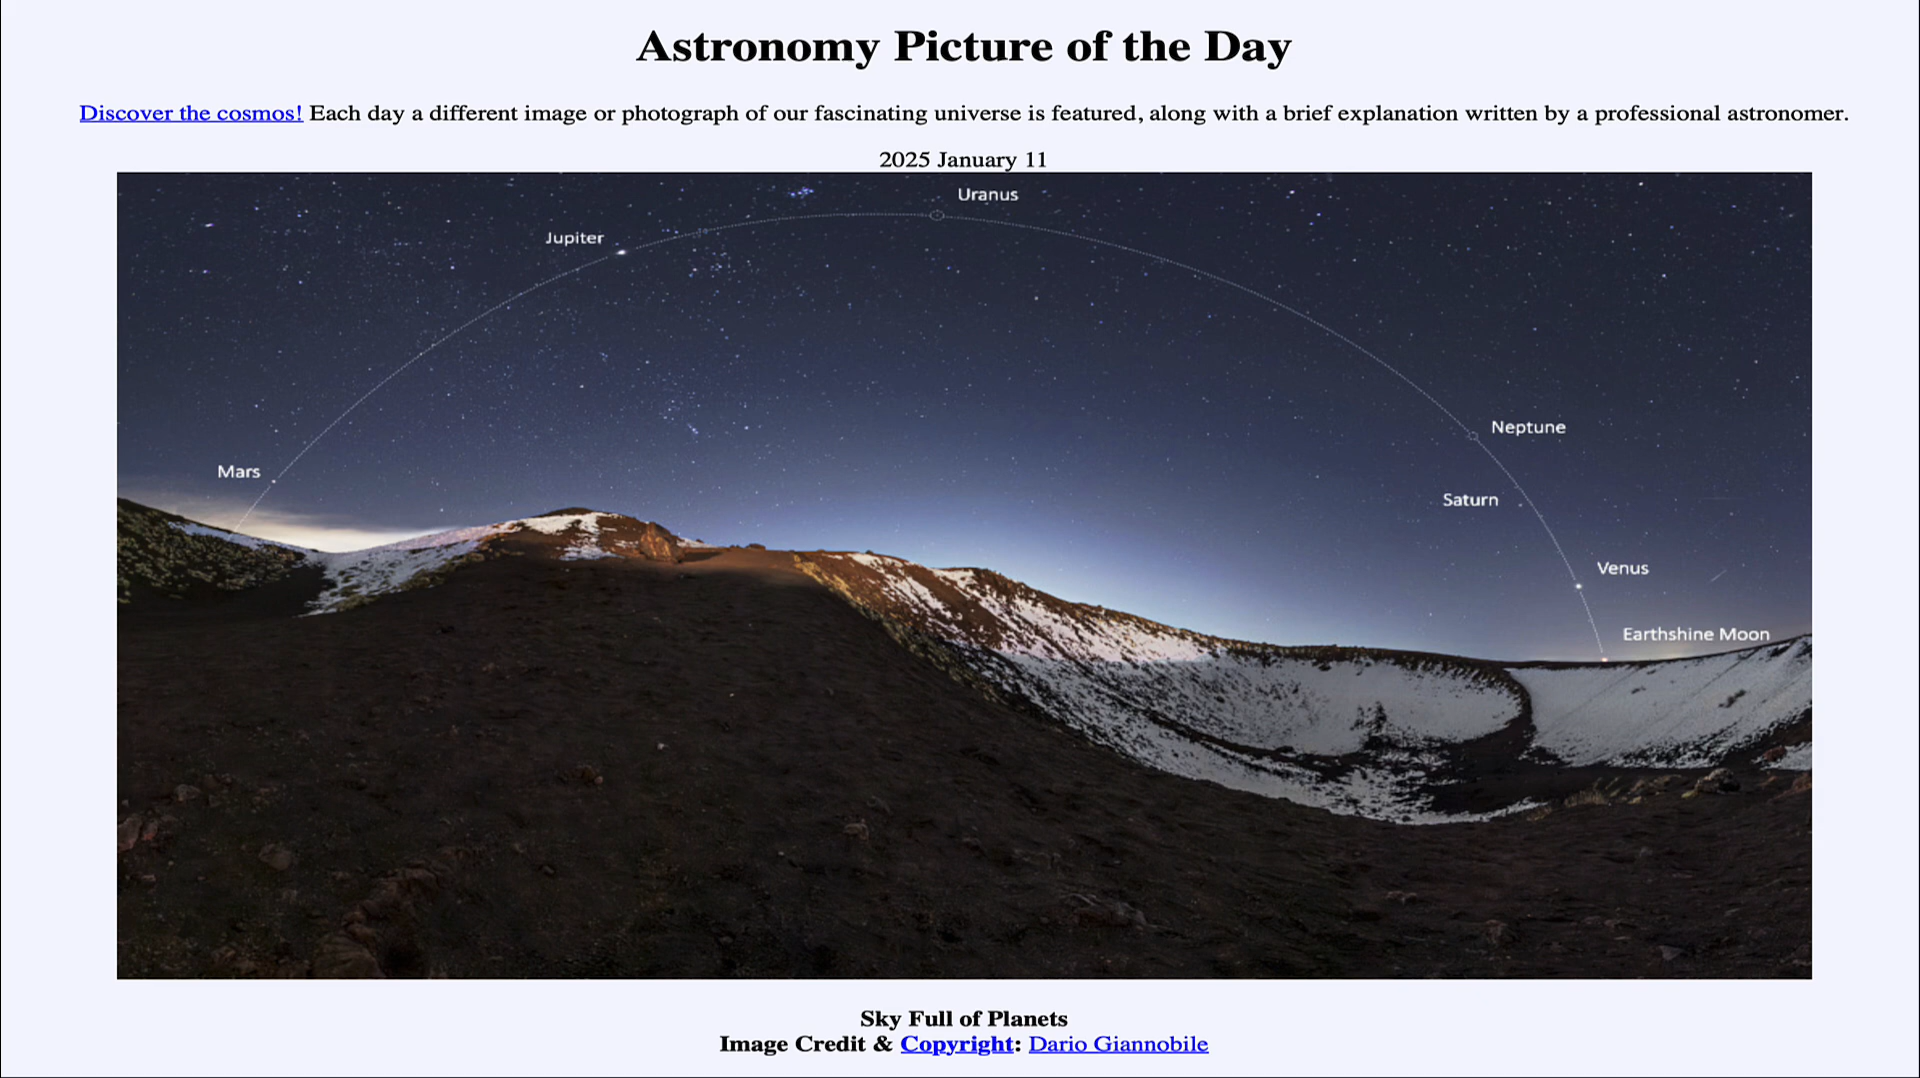 Astronomy Picture of the Day
Discover the cosmos! Each day a different image or photograph of our fascinating universe is featured, along with a brief explanation written by a professional astronomer.
2025 January 11
Uranus
Jupiter
Neptune
Mars
Saturn
Venus
Earthshine Moon
Sky Full of Planets
Image Credit & Copyright: Dario Giannobile